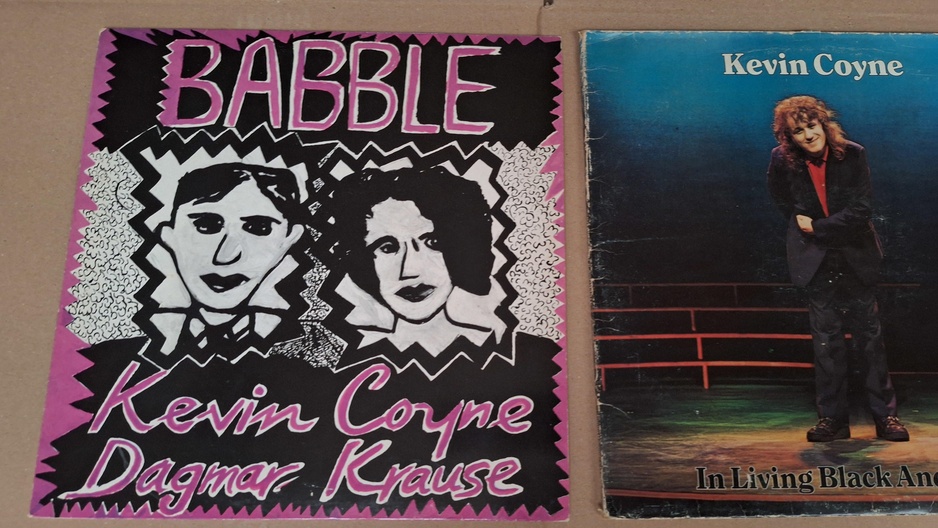 BABBLE
Kevin Coyne
Dagmar Krause
Kevin Coyne
In Living Black And